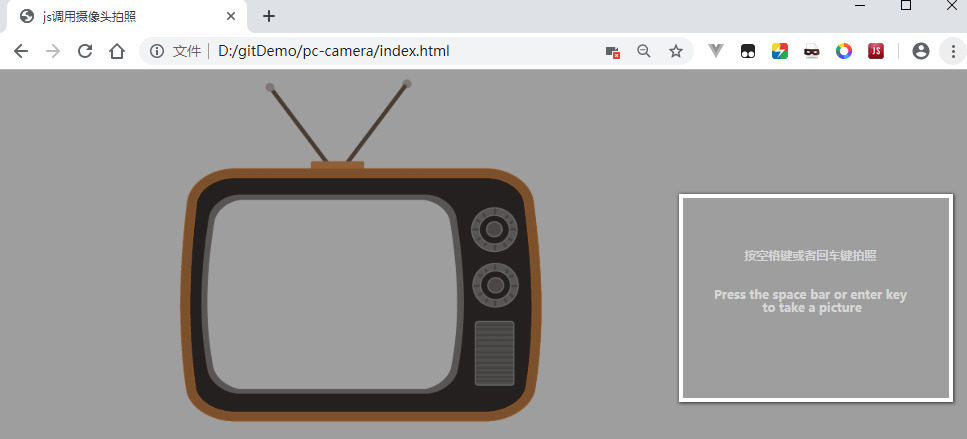 js调用摄像头拍照
文件 D:/gitDemo/pc-camera/index.html
JS
按空格键或者回车键拍照
Press the space bar or enter key
to take a picture